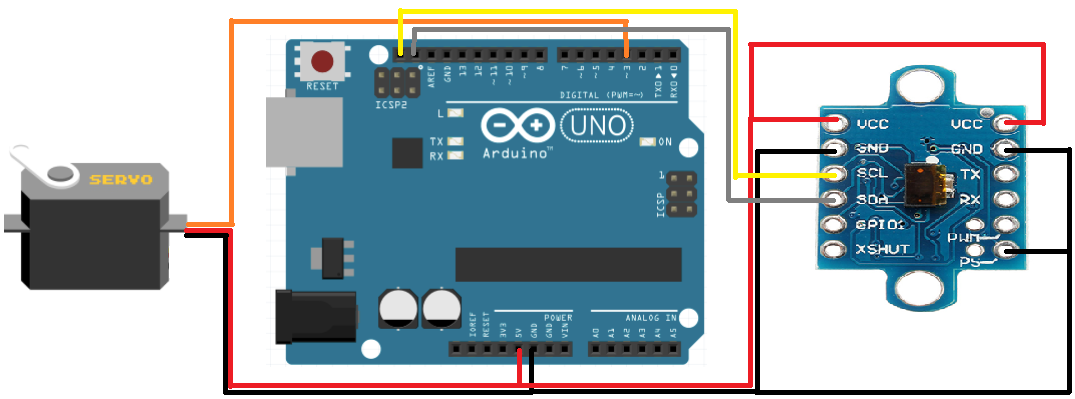 SERVO
RESET
ICSP2
AREF
GND
13
12
~11
~10
~9
8
7
~6
~5
4
~3
2
TX0▶1
RX0◀0
DIGITAL (PWM=~)
L
TX
RX
Arduino™
UNO
ON
1
ICSP
IOREF
RESET
3V3
5V
GND
GND
VIN
POWER
ANALOG IN
A0
A1
A2
A3
A4
A5
VCC
GND
SCL
SDA
GPIO1
XSHUT
VCC
GND
TX
RX
PWM
PS